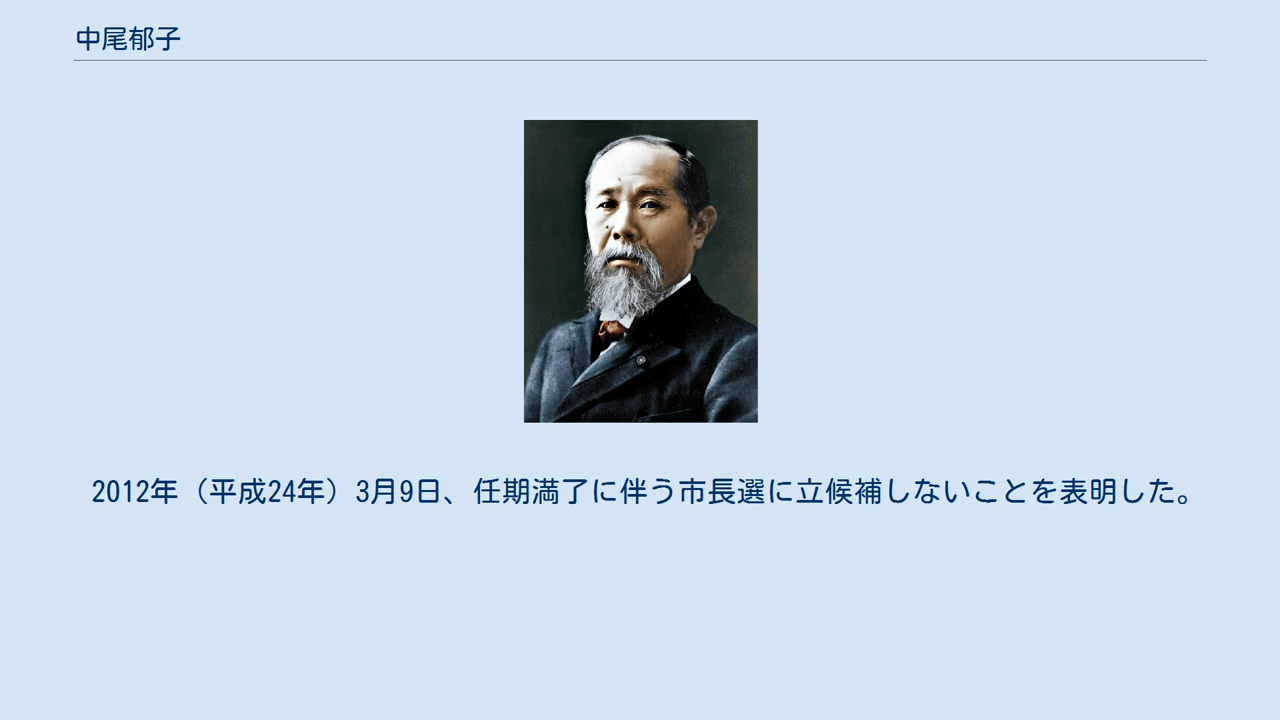 中尾郁子
2012年（平成24年）3月9日、任期満了に伴う市長選に立候補しないことを表明した。